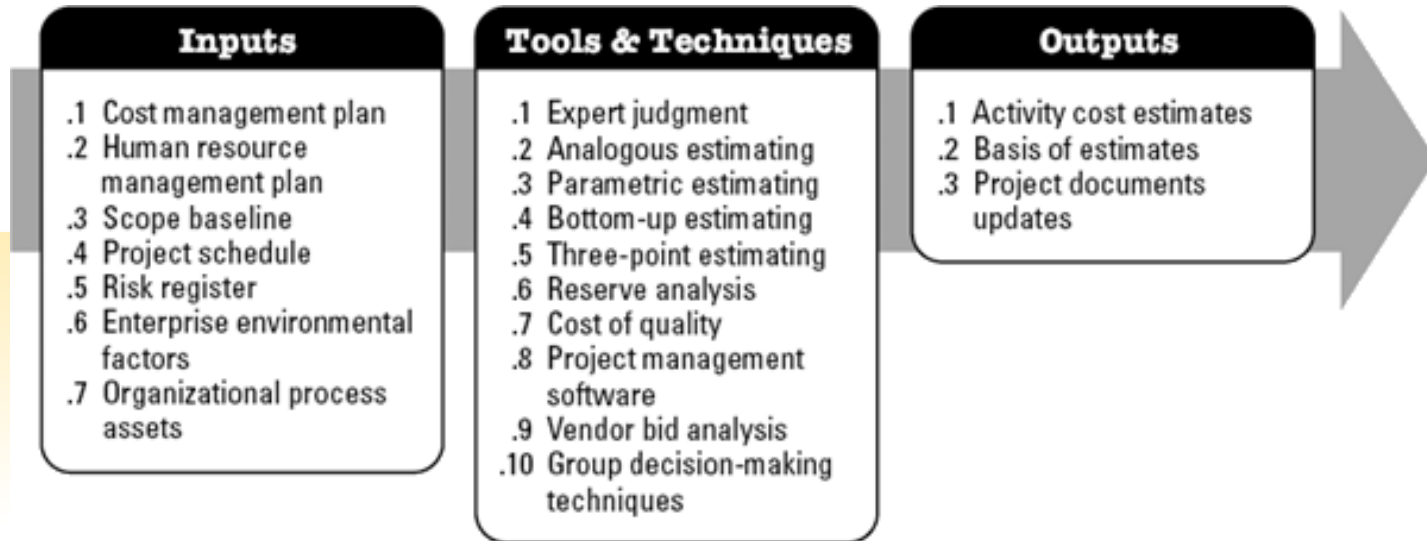 Inputs
.1 Cost management plan
.2 Human resource
management plan
.3 Scope baseline
.4 Project schedule
.5 Risk register
.6 Enterprise environmental
factors
.7 Organizational process
assets
Tools & Techniques
.1 Expert judgment
.2 Analogous estimating
.3 Parametric estimating
.4 Bottom-up estimating
.5 Three-point estimating
.6 Reserve analysis
.7 Cost of quality
.8 Project management
software
.9 Vendor bid analysis
.10 Group decision-making
techniques
Outputs
.1 Activity cost estimates
.2 Basis of estimates
.3 Project documents
updates